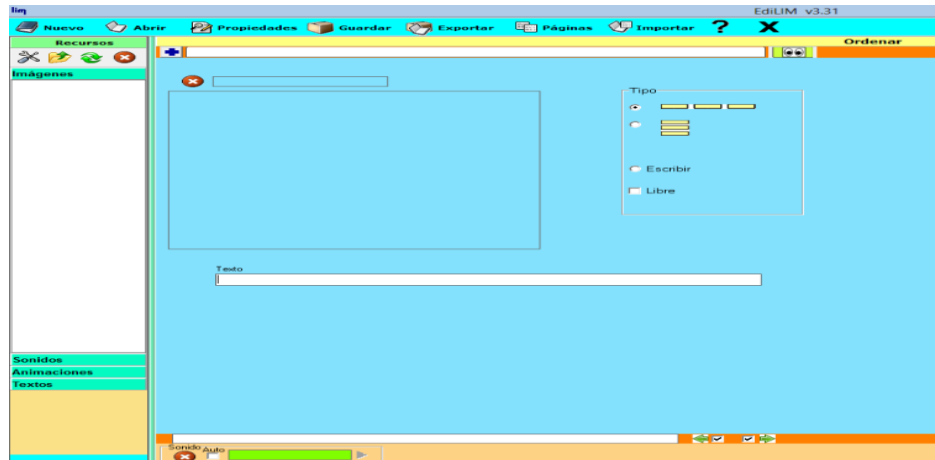 lim
EdiLIM v3.31
Nuevo Abrir Propiedades Guardar Exportar Páginas Importar ? X
Recursos
Ordenar
Imágenes
Tipo
Escribir
Libre
Texto
Sonidos
Animaciones
Textos
Sonido Auto